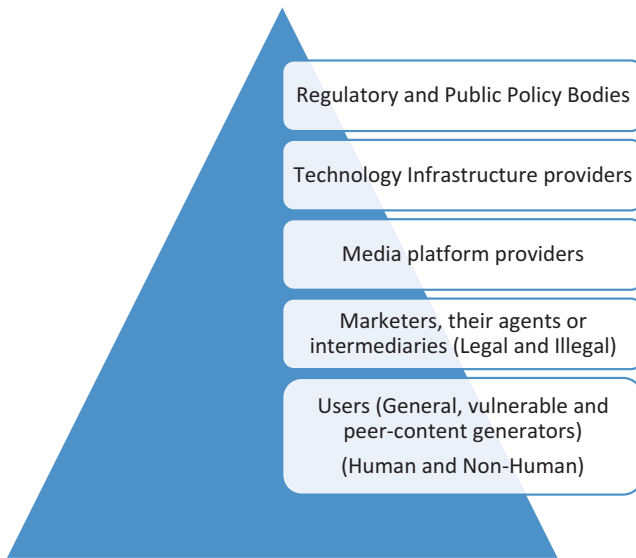 Regulatory and Public Policy Bodies
Technology Infrastructure providers
Media platform providers
Marketers, their agents or
intermediaries (Legal and Illegal)
Users (General, vulnerable and
peer-content generators)
(Human and Non-Human)